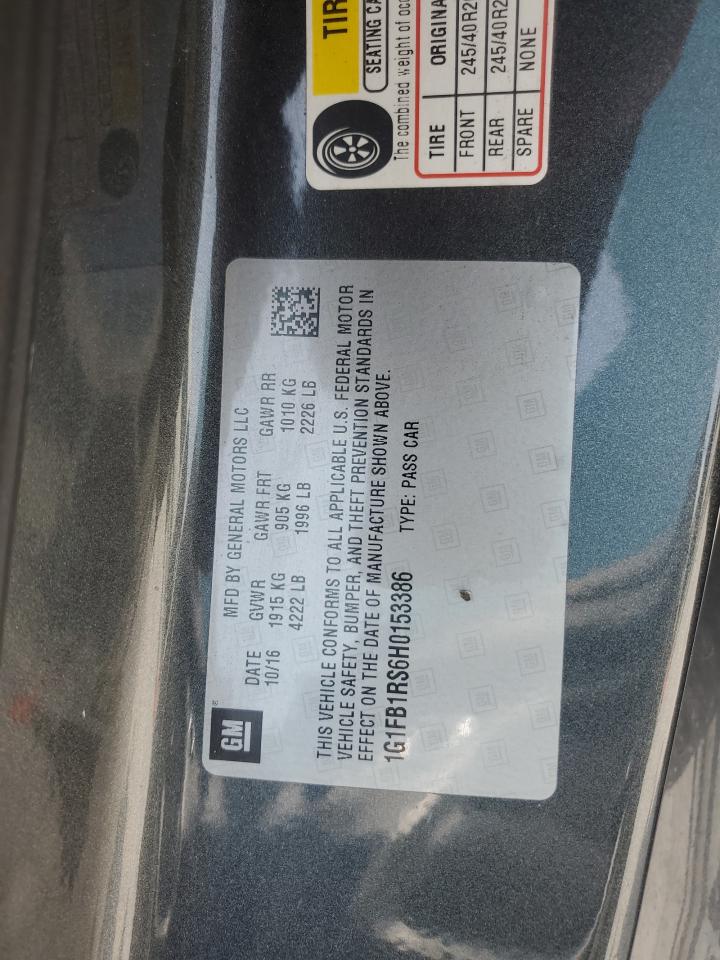 GM
MFD BY GENERAL MOTORS LLC
DATE GVWR GAWR FRT GAWR RR
10/16 1915 KG 905 KG 1010 KG
4222 LB 1996 LB 2226 LB
THIS VEHICLE CONFORMS TO ALL APPLICABLE U.S. FEDERAL MOTOR
VEHICLE SAFETY, BUMPER, AND THEFT PREVENTION STANDARDS IN
EFFECT ON THE DATE OF MANUFACTURE SHOWN ABOVE.
1G1FB1RS6H0153386 TYPE: PASS CAR
TIR
SEATING CA
The combined weight of occ
TIRE ORIGINA
FRONT 245/40R2
REAR 245/40R2
SPARE NONE